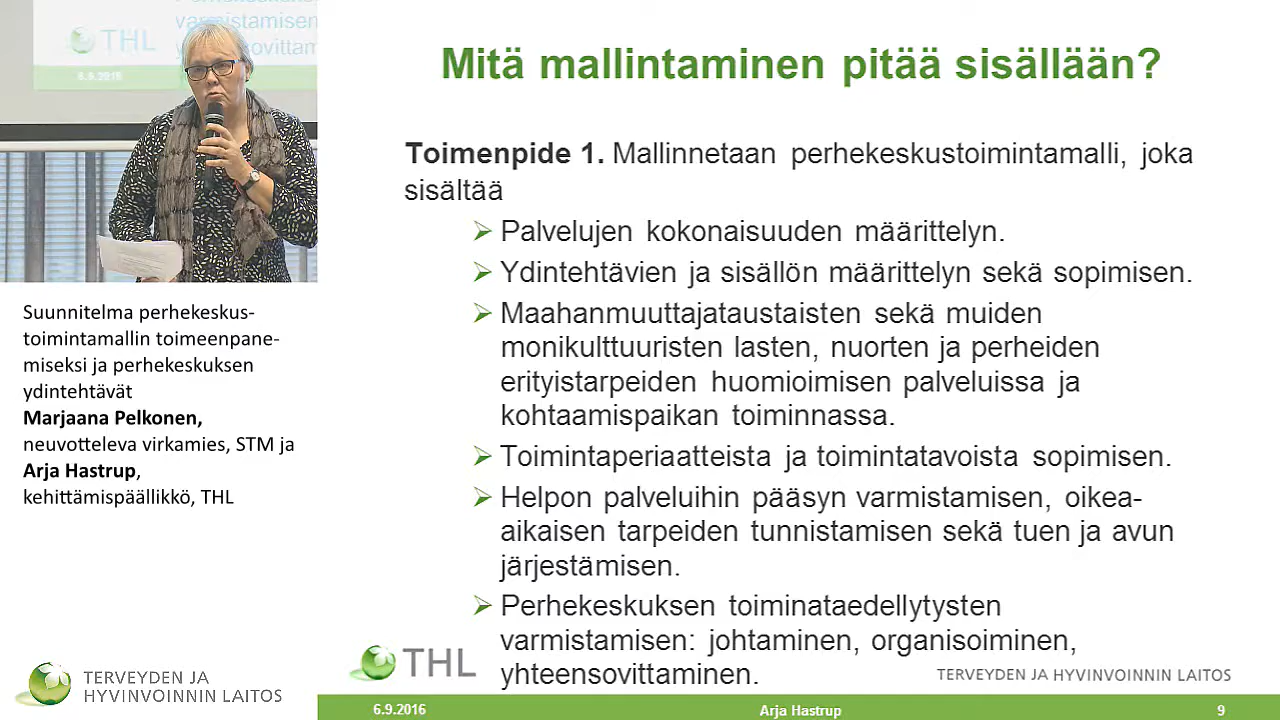 varmistamisen
THL
yhteensovittam
6.9.2016
Suunnitelma perhekeskus-
toimintamallin toimeenpane-
miseksi ja perhekeskuksen
ydintehtävät
Marjaana Pelkonen,
neuvotteleva virkamies, STM ja
Arja Hastrup,
kehittämispäällikkö, THL
TERVEYDEN JA
HYVINVOINNIN LAITOS
Mitä mallintaminen pitää sisällään?
Toimenpide 1. Mallinnetaan perhekeskustoimintamalli, joka
sisältää
Palvelujen kokonaisuuden määrittelyn.
Ydintehtävien ja sisällön määrittelyn sekä sopimisen.
Maahanmuuttajataustaisten sekä muiden
monikulttuuristen lasten, nuorten ja perheiden
erityistarpeiden huomioimisen palveluissa ja
kohtaamispaikan toiminnassa.
Toimintaperiaatteista ja toimintatavoista sopimisen.
Helpon palveluihin pääsyn varmistamisen, oikea-
aikaisen tarpeiden tunnistamisen sekä tuen ja avun
järjestämisen.
Perhekeskuksen toiminataedellytysten
varmistamisen: johtaminen, organisoiminen,
yhteensovittaminen.
THL
TERVEYDEN JA HYVINVOINNIN LAITOS
6.9.2016
Arja Hastrup
9